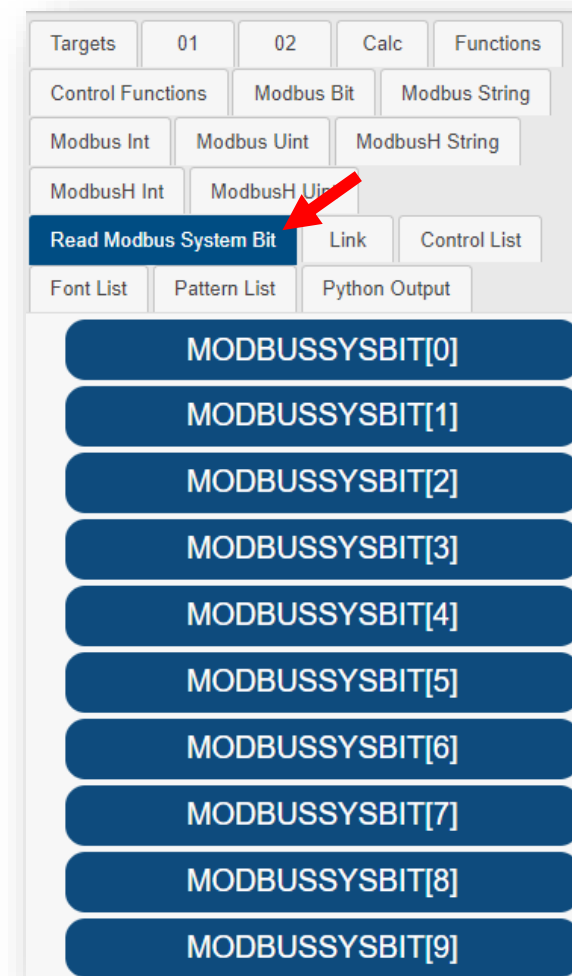 Targets 01 02 Calc Functions
Control Functions Modbus Bit Modbus String
Modbus Int Modbus Uint ModbusH String
ModbusH Int ModbusH Uint
Read Modbus System Bit Link Control List
Font List Pattern List Python Output
MODBUSSYSBIT[0]
MODBUSSYSBIT[1]
MODBUSSYSBIT[2]
MODBUSSYSBIT[3]
MODBUSSYSBIT[4]
MODBUSSYSBIT[5]
MODBUSSYSBIT[6]
MODBUSSYSBIT[7]
MODBUSSYSBIT[8]
MODBUSSYSBIT[9]